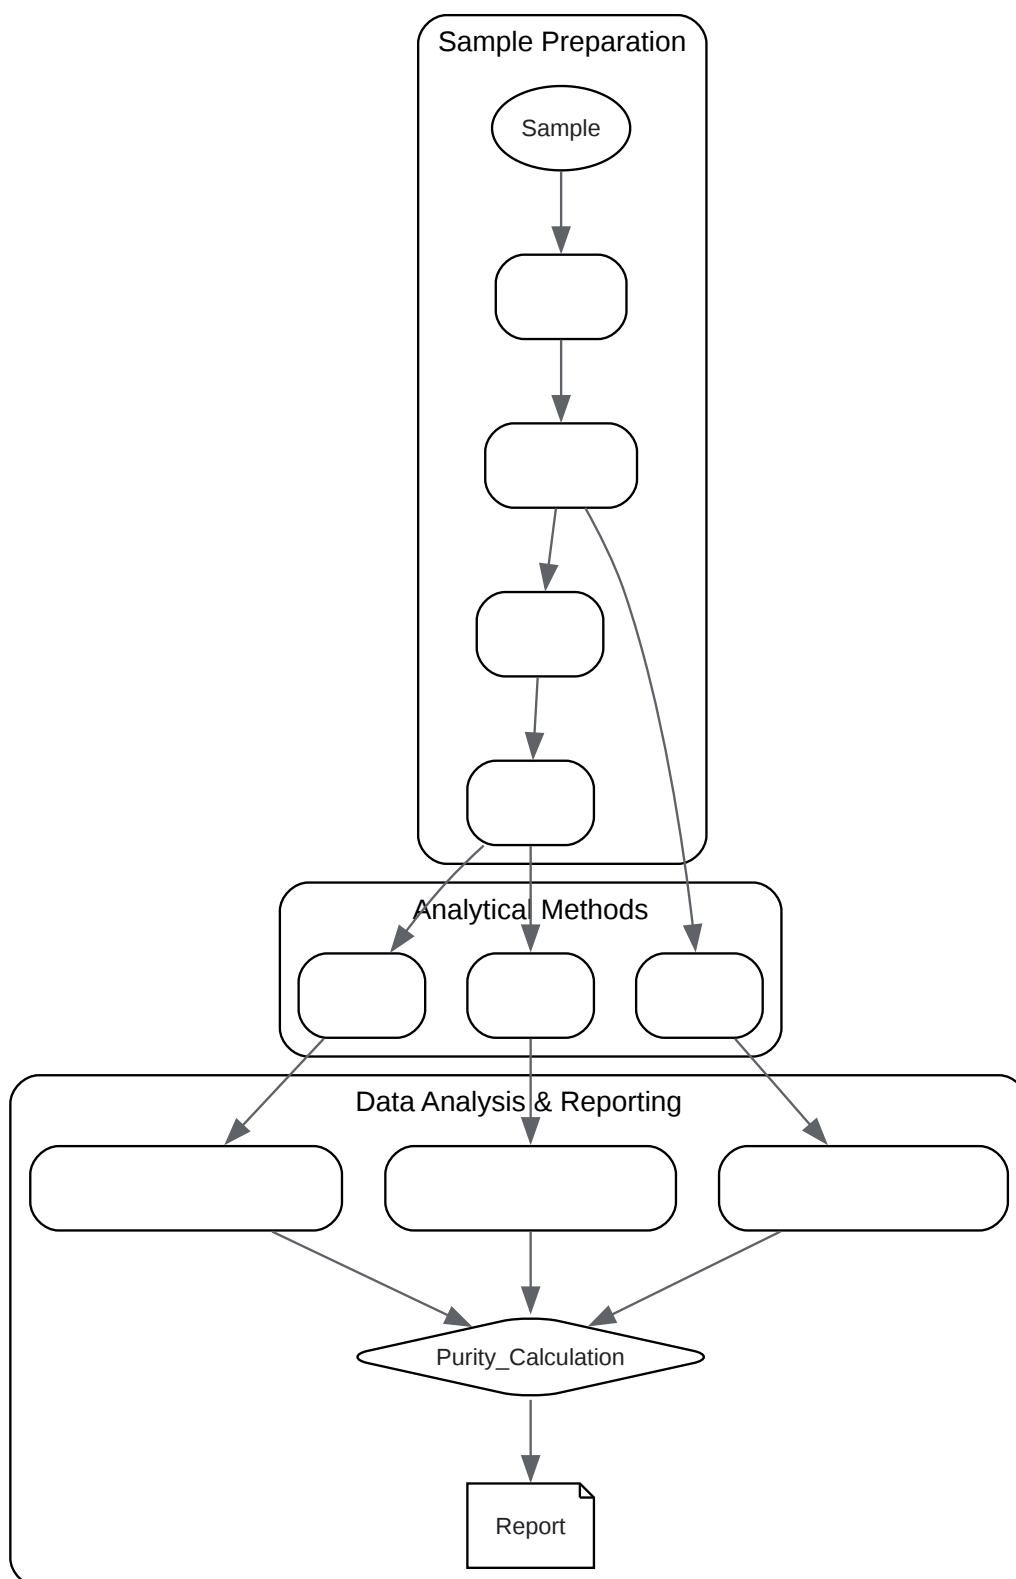 Sample Preparation
Sample
Analytical Methods
Data Analysis & Reporting
Purity_Calculation
Report